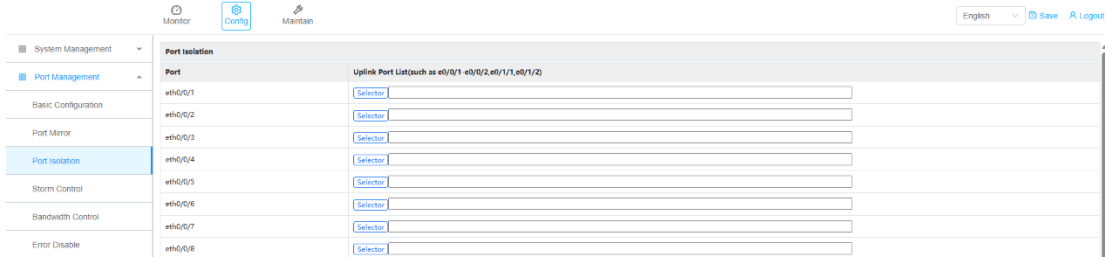 Monitor
Config
Maintain
English
Save
Logout
System Management
Port Management
Basic Configuration
Port Mirror
Port Isolation
Storm Control
Bandwidth Control
Error Disable
Port Isolation
Port Uplink Port List(such as e0/0/1-e0/0/2,e0/1/1,e0/1/2)
eth0/0/1 Selector
eth0/0/2 Selector
eth0/0/3 Selector
eth0/0/4 Selector
eth0/0/5 Selector
eth0/0/6 Selector
eth0/0/7 Selector
eth0/0/8 Selector